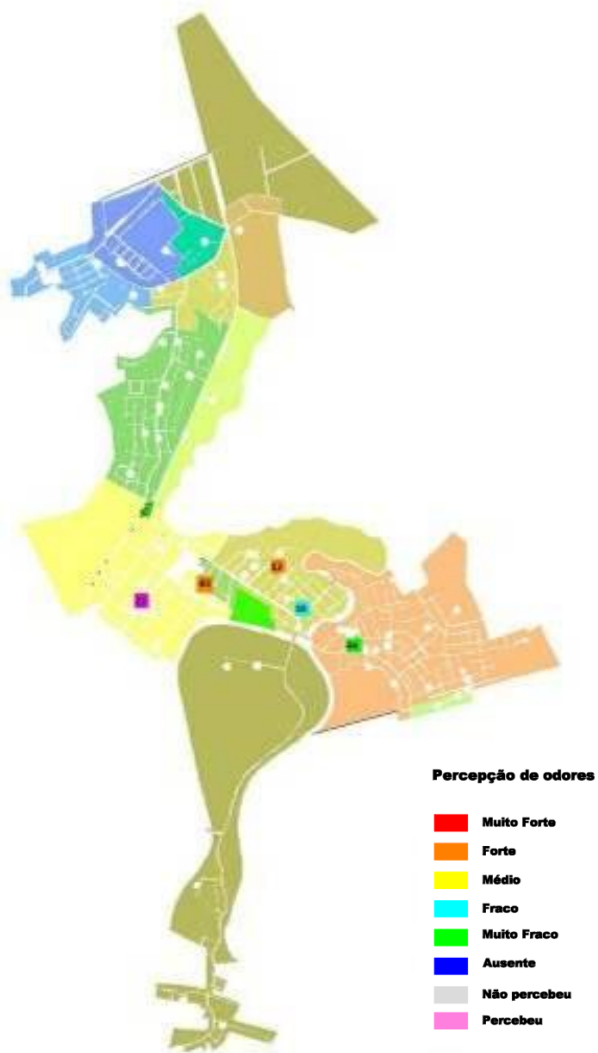 Percepção de odores
Muito Forte
Forte
Médio
Fraco
Muito Fraco
Ausente
Não percebeu
Percebeu